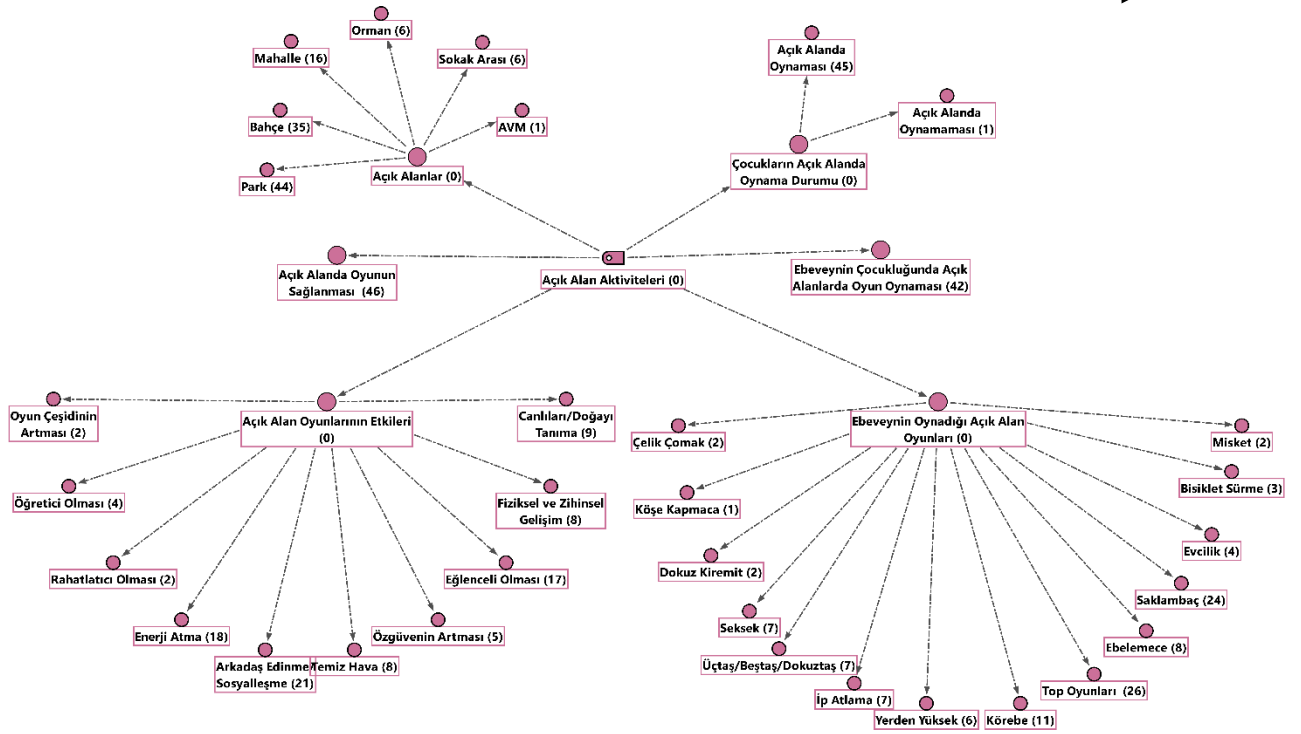 Orman (6)
Mahalle (16)
Sokak Arası (6)
Bahçe (35)
AVM (1)
Park (44)
Açık Alanlar (0)
Açık Alanda
Oynaması (45)
Açık Alanda
Oynamaması (1)
Çocukların Açık Alanda
Oynama Durumu (0)
Açık Alanda Oyunun
Sağlanması (46)
Açık Alan Aktiviteleri (0)
Ebeveynin Çocukluğunda Açık
Alanlarda Oyun Oynaması (42)
Oyun Çeşidinin
Artması (2)
Açık Alan Oyunlarının Etkileri
(0)
Canlıları/Doğayı
Tanıma (9)
Öğretici Olması (4)
Fiziksel ve Zihinsel
Gelişim (8)
Rahatlatıcı Olması (2)
Eğlenceli Olması (17)
Enerji Atma (18)
Özgüvenin Artması (5)
Arkadaş Edinme
Sosyalleşme (21)
Temiz Hava (8)
Ebeveynin Oynadığı Açık Alan
Oyunları (0)
Çelik Çomak (2)
Misket (2)
Köşe Kapmaca (1)
Bisiklet Sürme (3)
Dokuz Kiremit (2)
Evcilik (4)
Seksek (7)
Saklambaç (24)
Üçtaş/Beştaş/Dokuztaş (7)
Ebelemece (8)
İp Atlama (7)
Top Oyunları (26)
Yerden Yüksek (6)
Körebe (11)